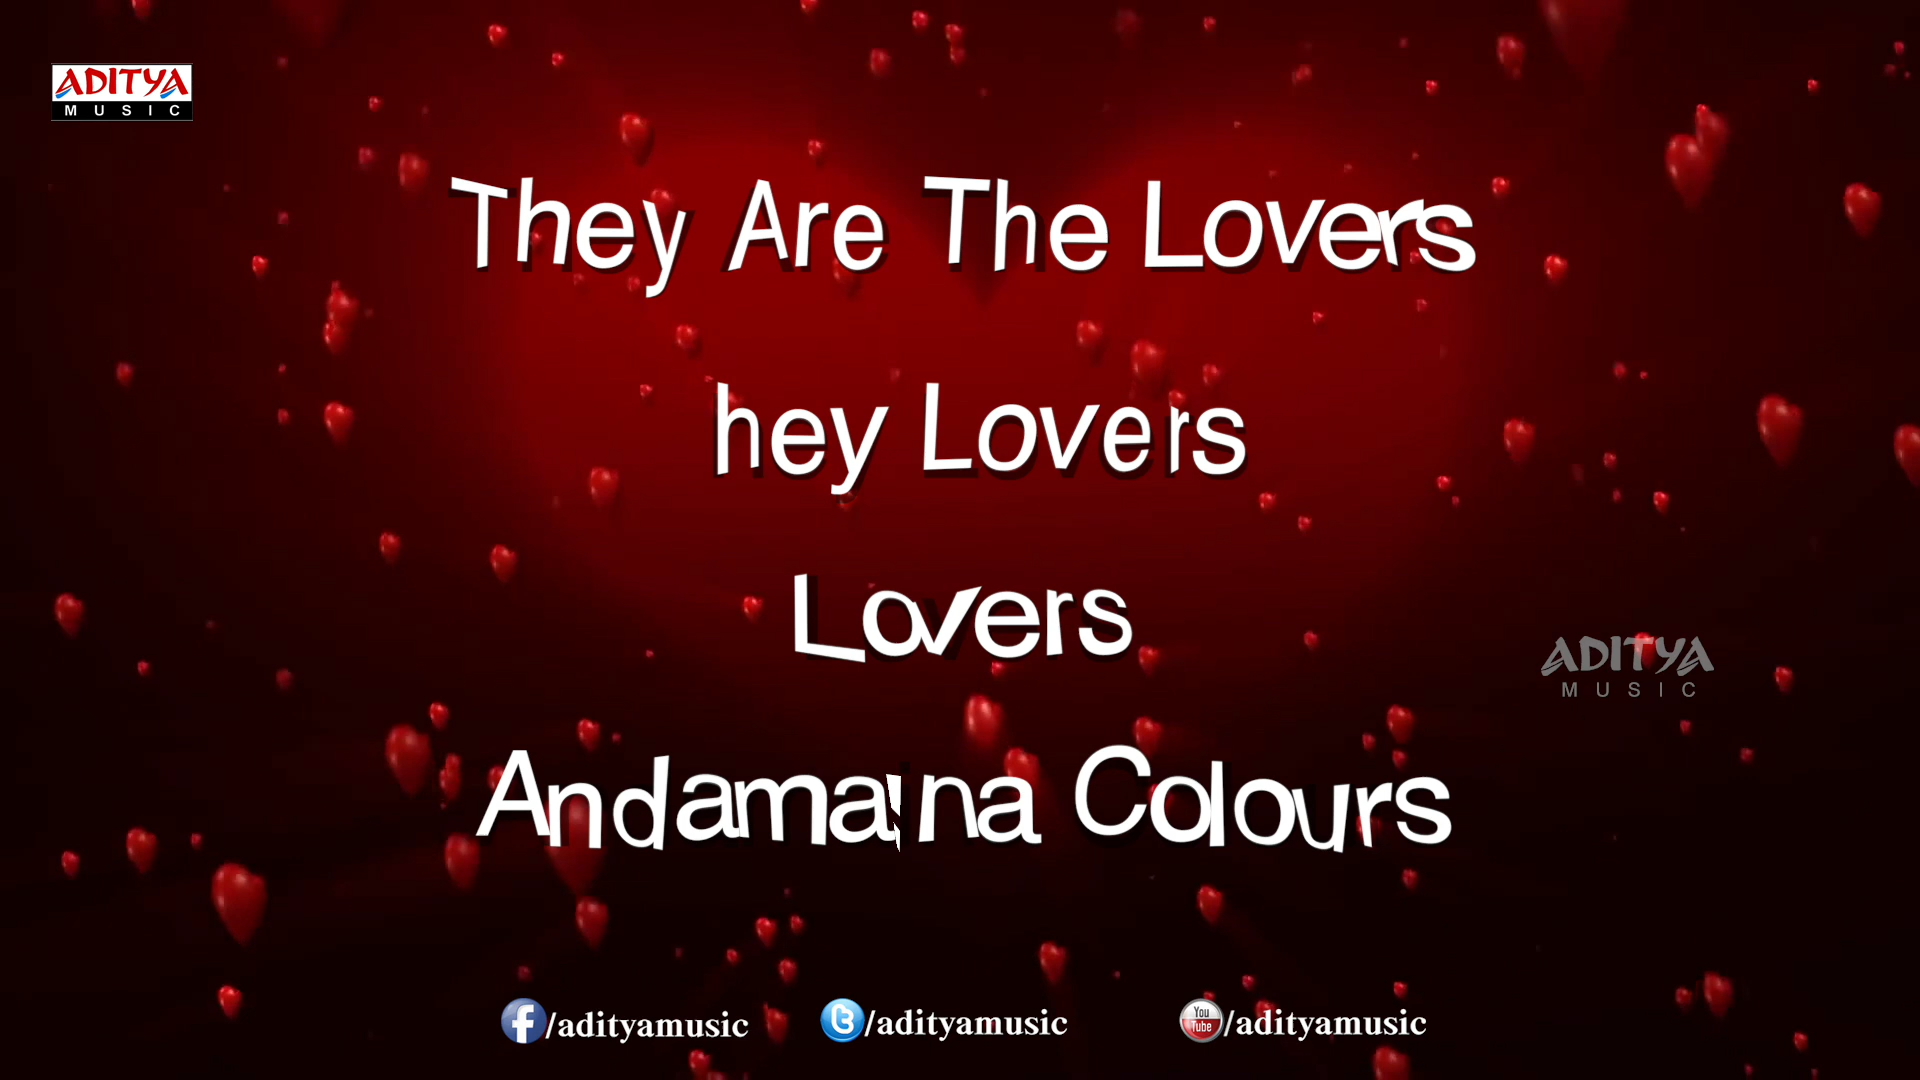 ADITYA
MUSIC
They Are The Lovers
hey Lovers
Lovers
Andamaina Colours
ADITYA
MUSIC
f/adityamusic
t/adityamusic
You Tube/adityamusic